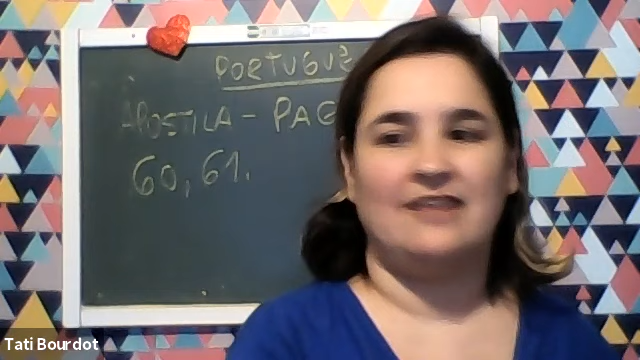 PORTUGUÊ
APOSTILA - PAG
60, 61.
Tati Bourdot